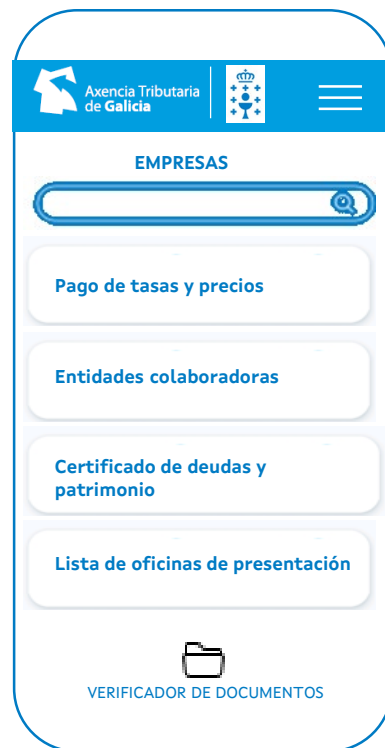 Axencia Tributaria
de Galicia
EMPRESAS
Pago de tasas y precios
Entidades colaboradoras
Certificado de deudas y
patrimonio
Lista de oficinas de presentación
VERIFICADOR DE DOCUMENTOS